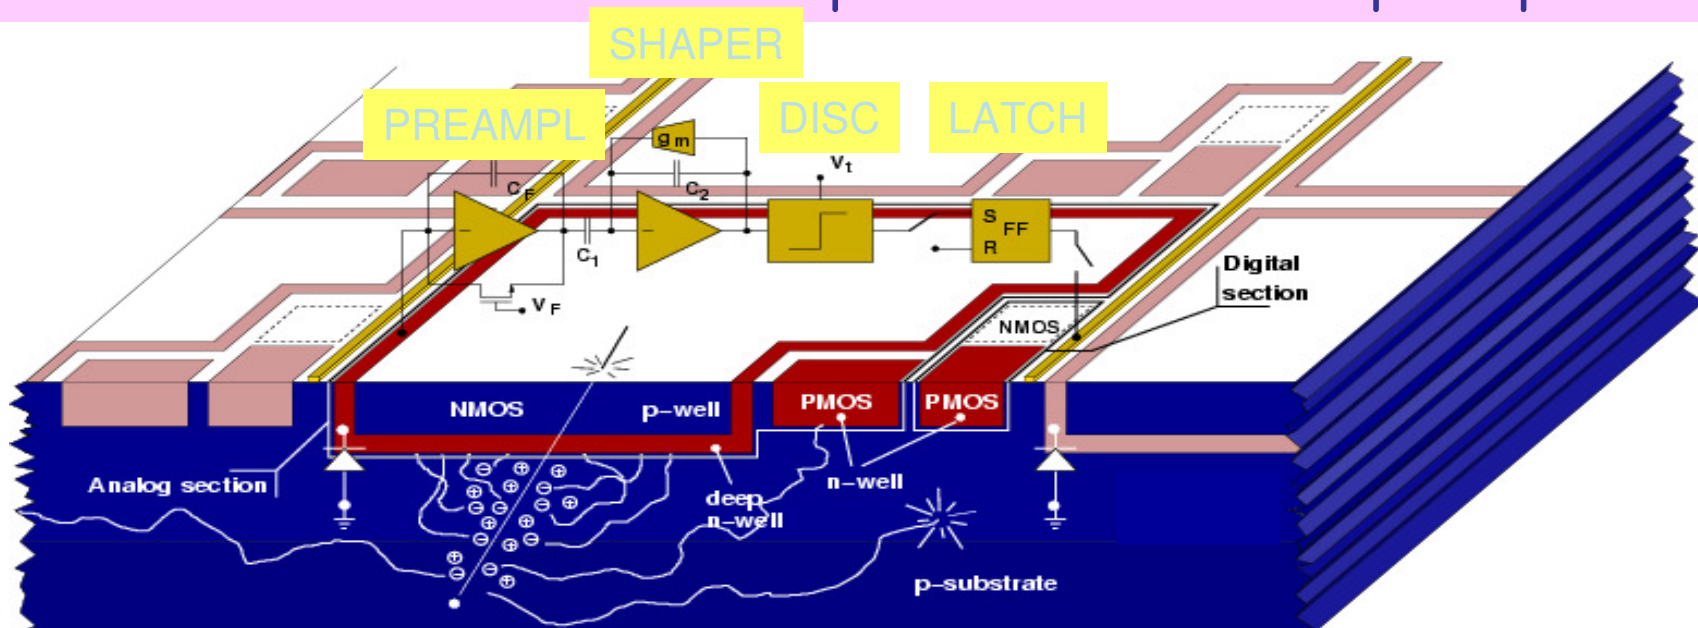 SHAPER
PREAMPL
DISC
LATCH
gm
Vt
CF
C2
S
FF
R
C1
VF
Digital
section
NMOS
NMOS
p-well
PMOS
PMOS
Analog section
deep
n-well
n-well
p-substrate